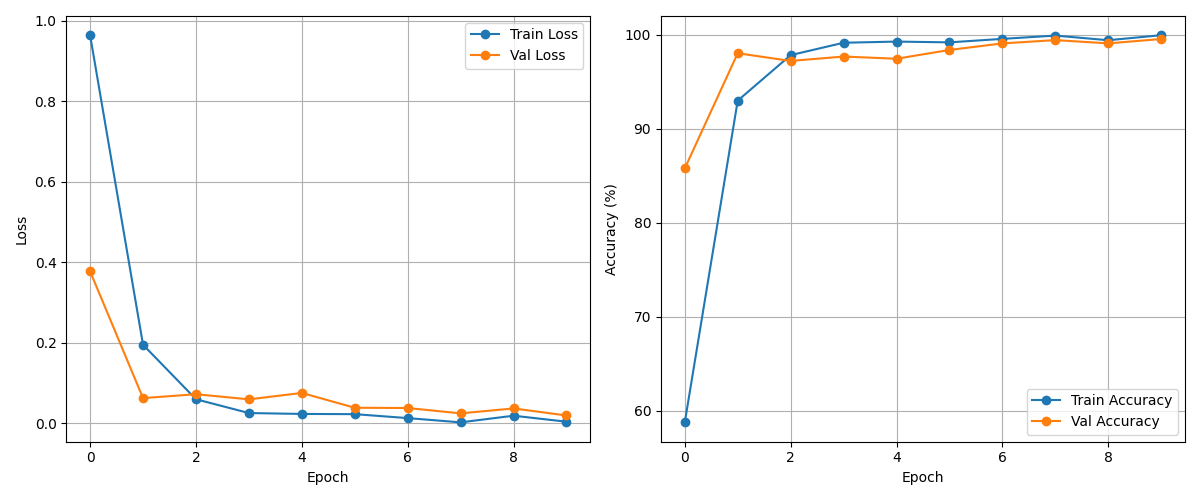 1.0
0.8
0.6
0.4
0.2
0.0
Loss
0 2 4 6 8
Epoch
Train Loss
Val Loss
100
90
80
70
60
Accuracy (%)
0 2 4 6 8
Epoch
Train Accuracy
Val Accuracy